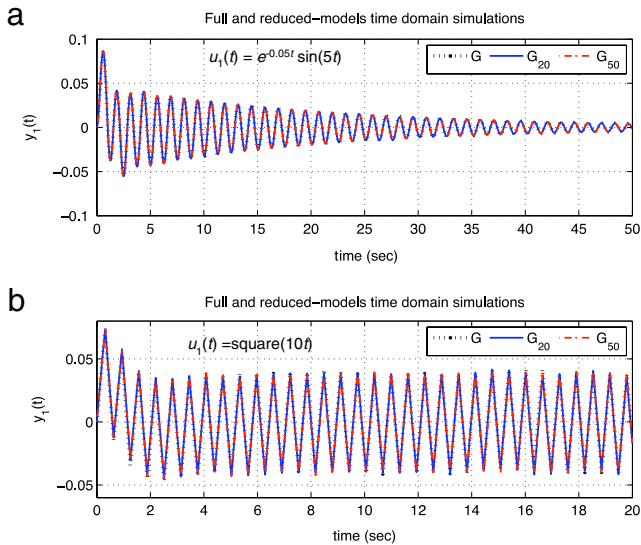 a
Full and reduced-models time domain simulations
u₁(t) = e^-0.05t sin(5t)
G G₂₀ G₅₀
0.1
0.05
0
−0.05
−0.1
y₁(t)
0 5 10 15 20 25 30 35 40 45 50
time (sec)
b
Full and reduced-models time domain simulations
u₁(t) =square(10t)
G G₂₀ G₅₀
0.05
0
−0.05
y₁(t)
0 2 4 6 8 10 12 14 16 18 20
time (sec)